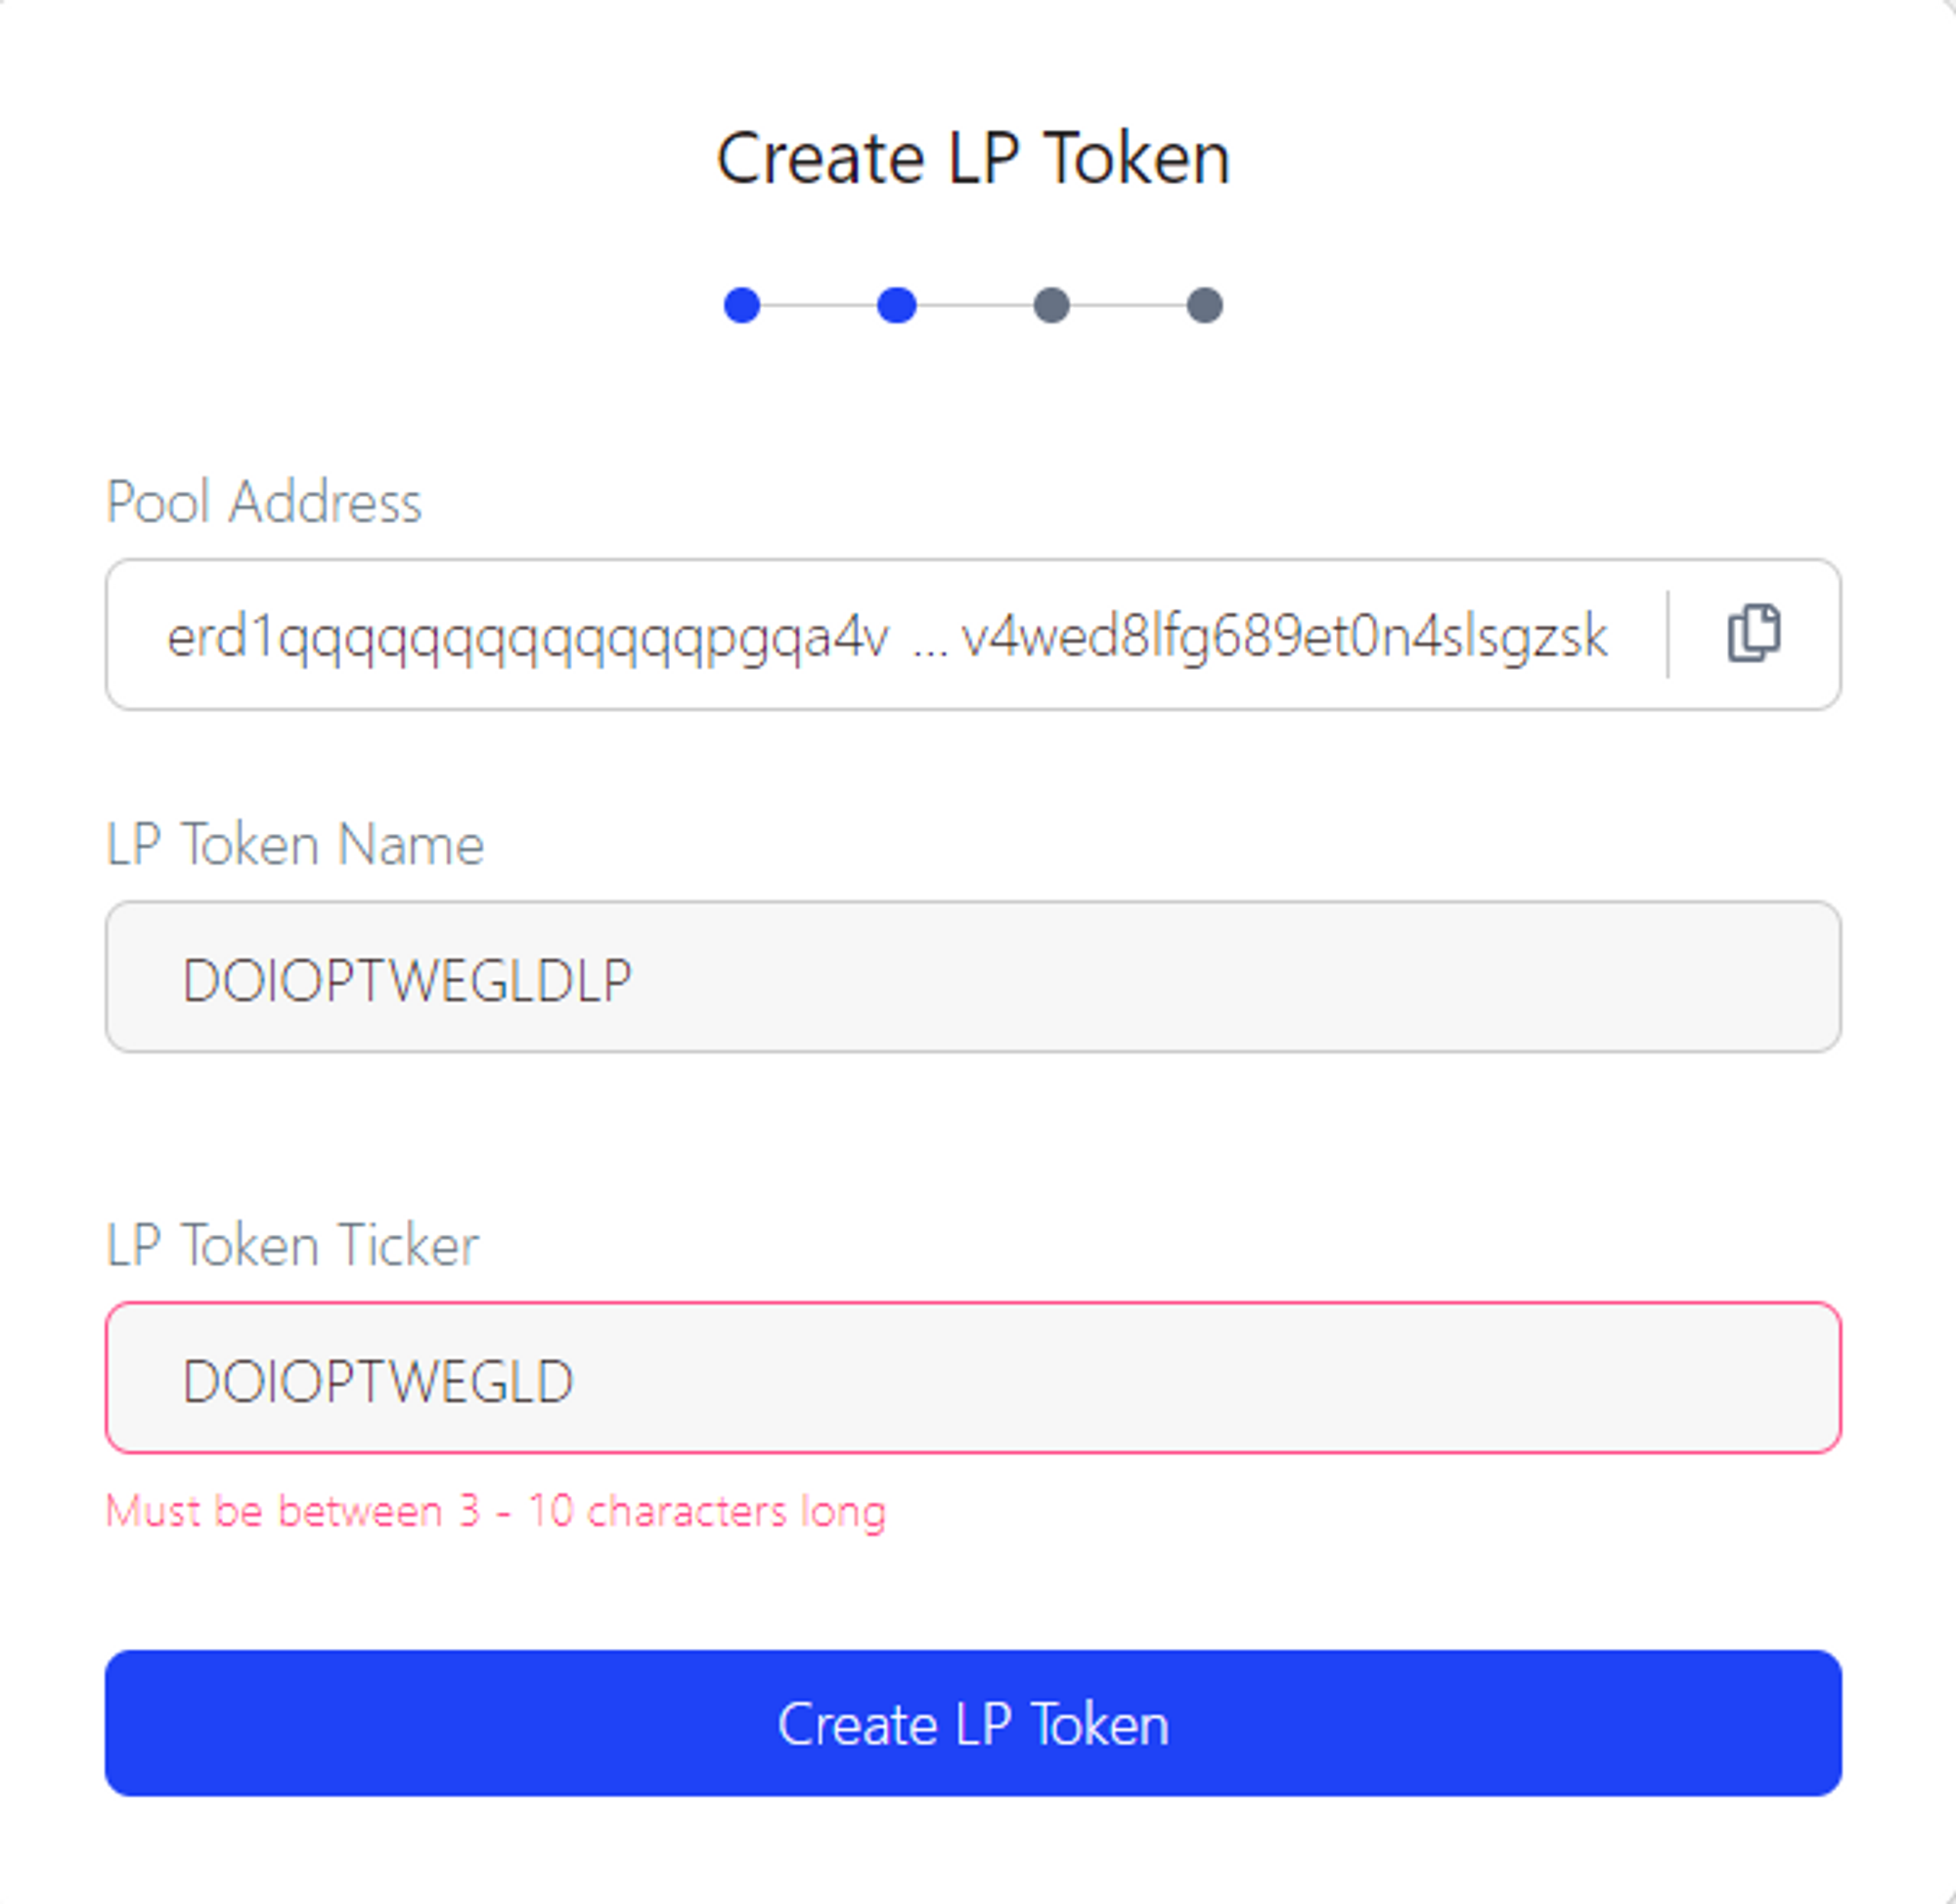 Create LP Token
Pool Address
erd1qqqqqqqqqqqqqpgqa4v ... v4wed8lfg689et0n4slsgzsk
LP Token Name
DOIOPTWEGLDLP
LP Token Ticker
DOIOPTWEGLD
Must be between 3 - 10 characters long
Create LP Token